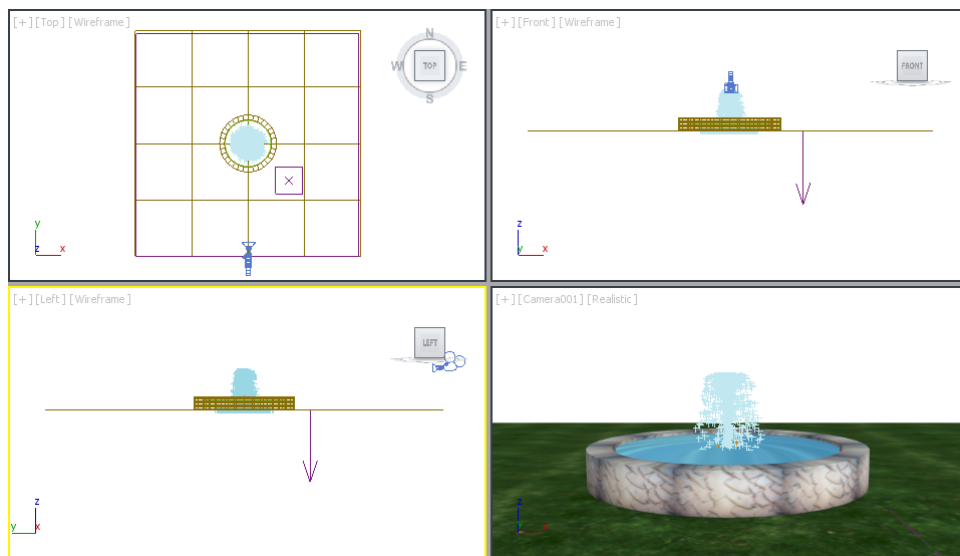 [+] [Top] [Wireframe]
N
W TOP E
S
y
z x
[+] [Front] [Wireframe]
FRONT
z
y x
[+] [Left] [Wireframe]
LEFT
z
y x
[+] [Camera001] [Realistic]
z
x